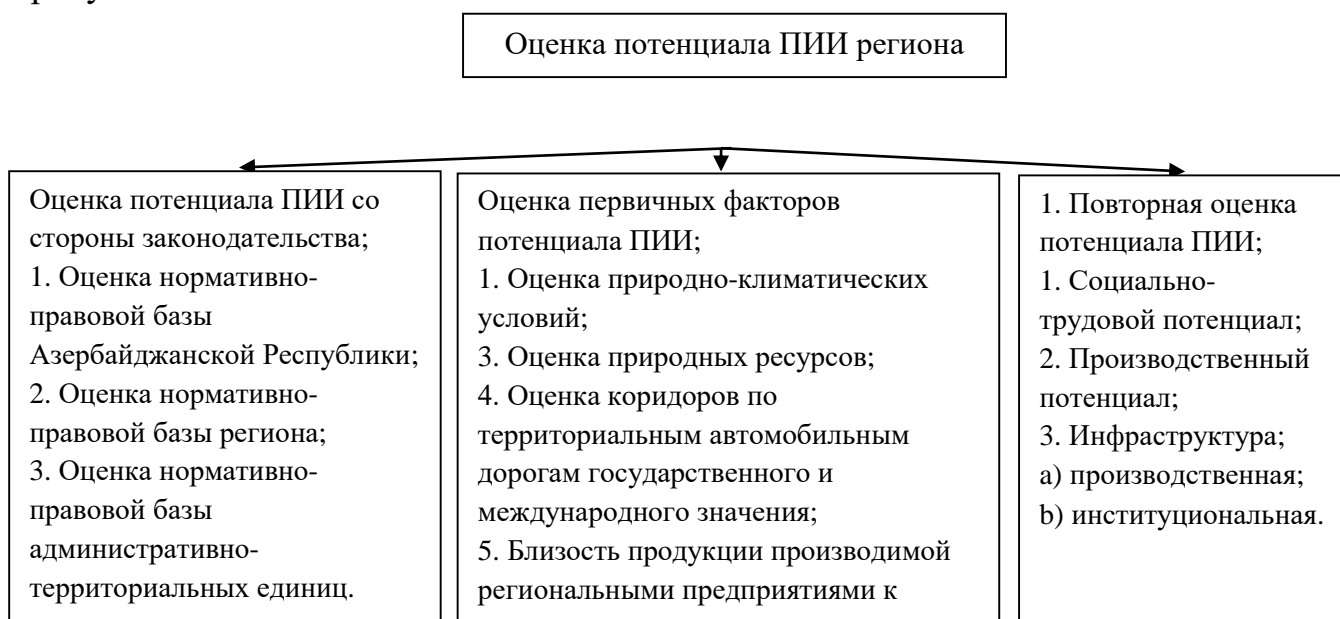 Оценка потенциала ПИИ региона
Оценка потенциала ПИИ со
стороны законодательства;
1. Оценка нормативно-
правовой базы
Азербайджанской Республики;
2. Оценка нормативно-
правовой базы региона;
3. Оценка нормативно-
правовой базы
административно-
территориальных единиц.
Оценка первичных факторов
потенциала ПИИ;
1. Оценка природно-климатических
условий;
3. Оценка природных ресурсов;
4. Оценка коридоров по
территориальным автомобильным
дорогам государственного и
международного значения;
5. Близость продукции производимой
региональными предприятиями к
1. Повторная оценка
потенциала ПИИ;
1. Социально-
трудовой потенциал;
2. Производственный
потенциал;
3. Инфраструктура;
a) производственная;
b) институциональная.